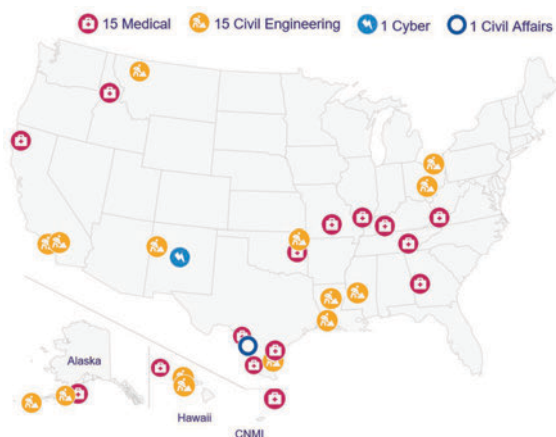 15 Medical 15 Civil Engineering 1 Cyber 1 Civil Affairs
Alaska
Hawaii
CNMI